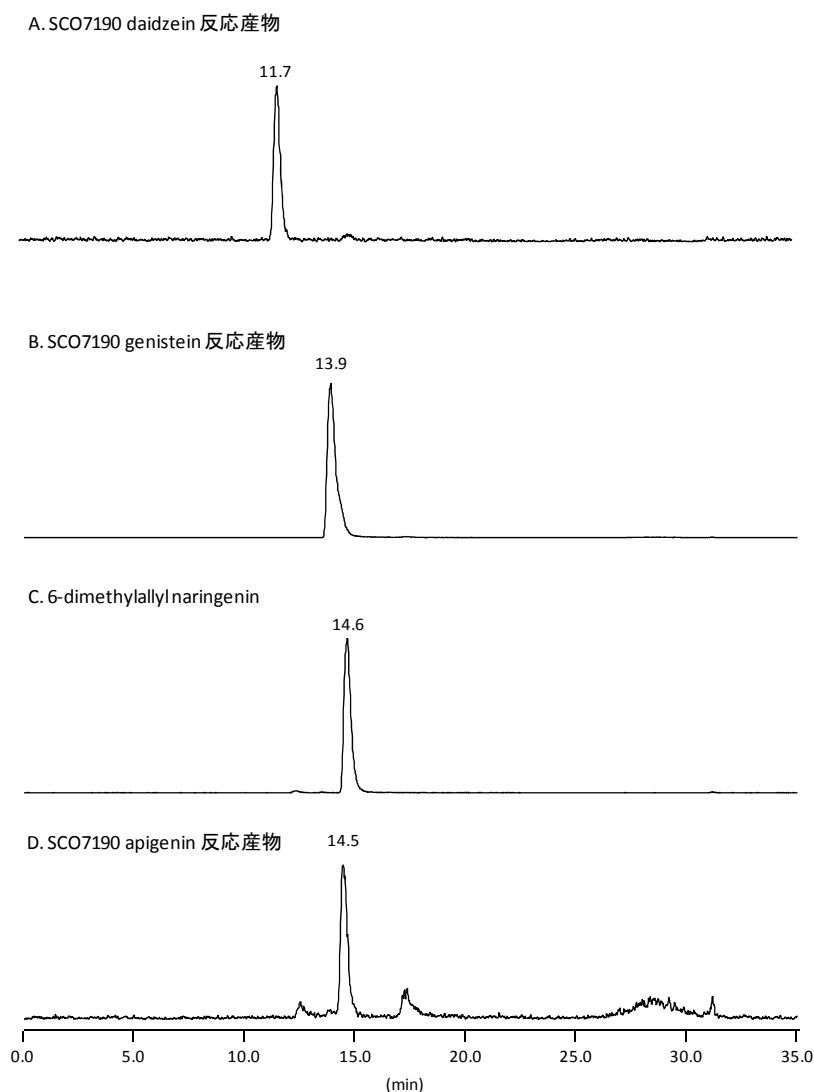 A. SCO7190 daidzein 反応産物
11.7
B. SCO7190 genistein 反応産物
13.9
C. 6-dimethylallyl naringenin
14.6
D. SCO7190 apigenin 反応産物
14.5
0.0 5.0 10.0 15.0 20.0 25.0 30.0 35.0
(min)